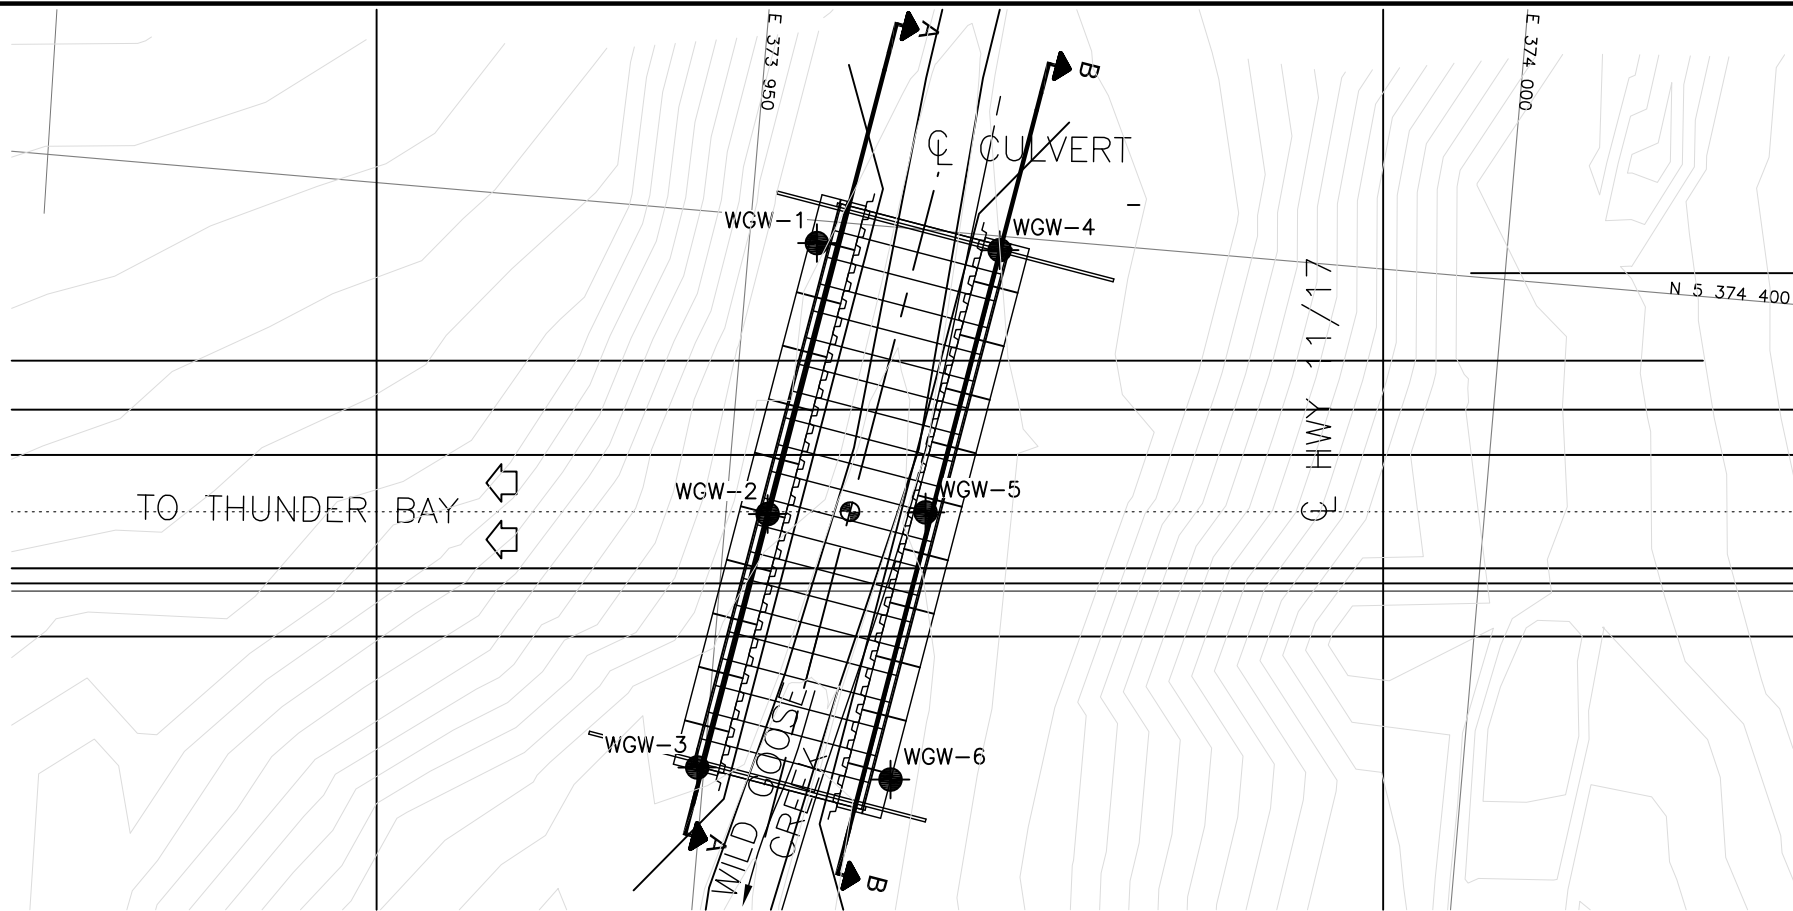 E 373 950
E 374 000
A
B
℄ CULVERT
WGW-1
WGW-4
N 5 374 400
℄ HWY 11/17
WGW-2
WGW-5
TO THUNDER BAY
WGW-3
WGW-6
WILD GOOSE
CREEK
A
B